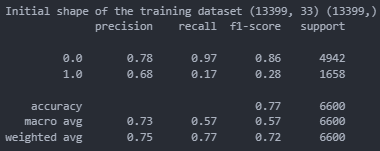 Initial shape of the training dataset (13399, 33) (13399,)
precision recall f1-score support
0.0 0.78 0.97 0.86 4942
1.0 0.68 0.17 0.28 1658
accuracy 0.77 6600
macro avg 0.73 0.57 0.57 6600
weighted avg 0.75 0.77 0.72 6600